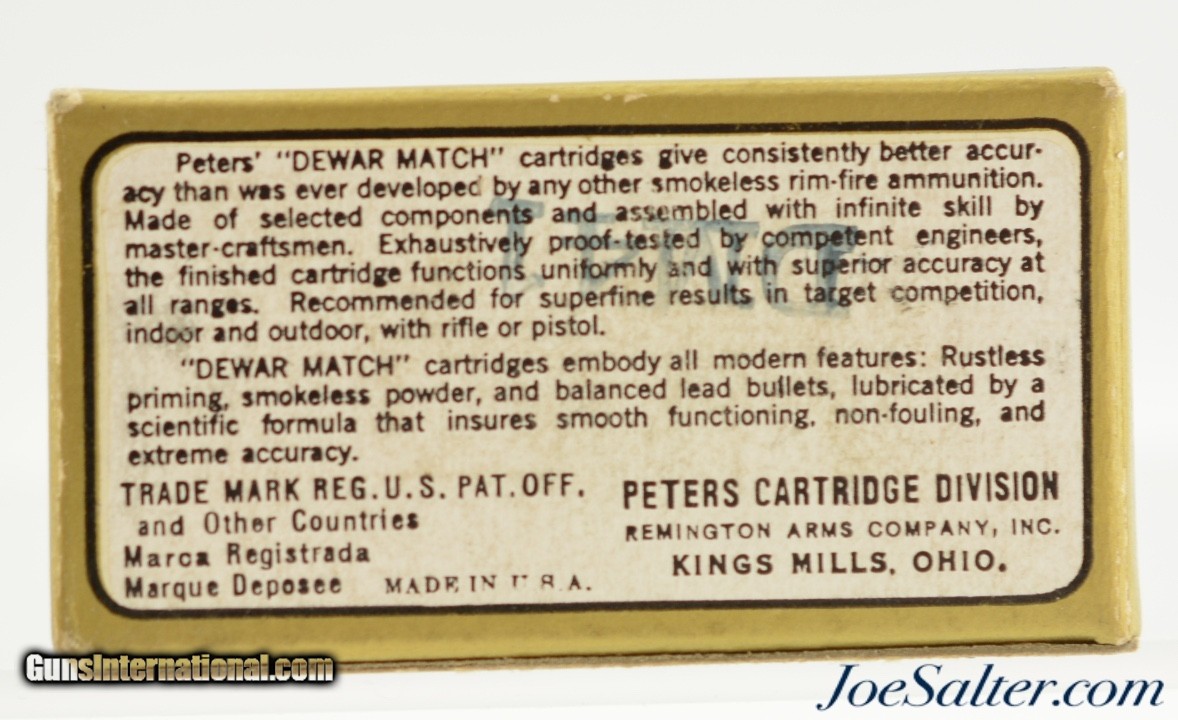 Peters' "DEWAR MATCH" cartridges give consistently better accur-
acy than was ever developed by any other smokeless rim-fire ammunition.
Made of selected components and assembled with infinite skill by
master-craftsmen. Exhaustively proof-tested by competent engineers,
the finished cartridge functions uniformly and with superior accuracy at
all ranges. Recommended for superfine results in target competition,
indoor and outdoor, with rifle or pistol.
"DEWAR MATCH" cartridges embody all modern features: Rustless
priming, smokeless powder, and balanced lead bullets, lubricated by a
scientific formula that insures smooth functioning, non-fouling, and
extreme accuracy.
TRADE MARK REG. U.S. PAT. OFF.
and Other Countries
Marca Registrada
Marque Deposee MADE IN U.S.A.
PETERS CARTRIDGE DIVISION
REMINGTON ARMS COMPANY, INC.
KINGS MILLS, OHIO.
GunsInternational.com
JoeSalter.com